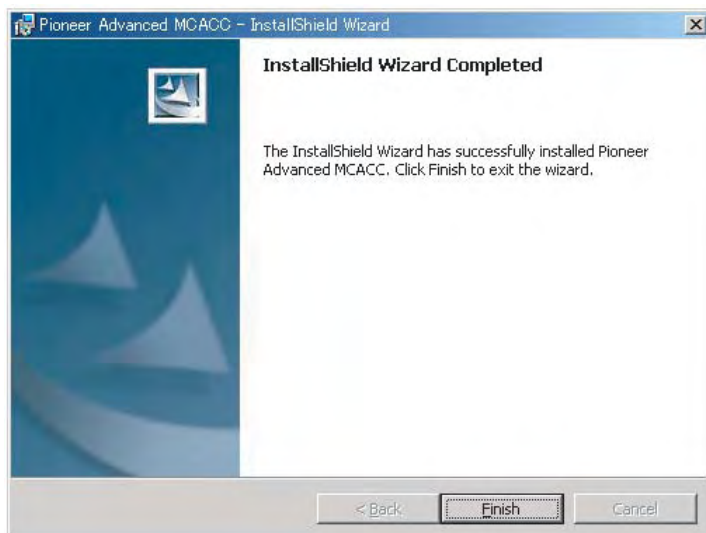 Pioneer Advanced MCACC - InstallShield Wizard
InstallShield Wizard Completed
The InstallShield Wizard has successfully installed Pioneer
Advanced MCACC. Click Finish to exit the wizard.
< Back
Finish
Cancel